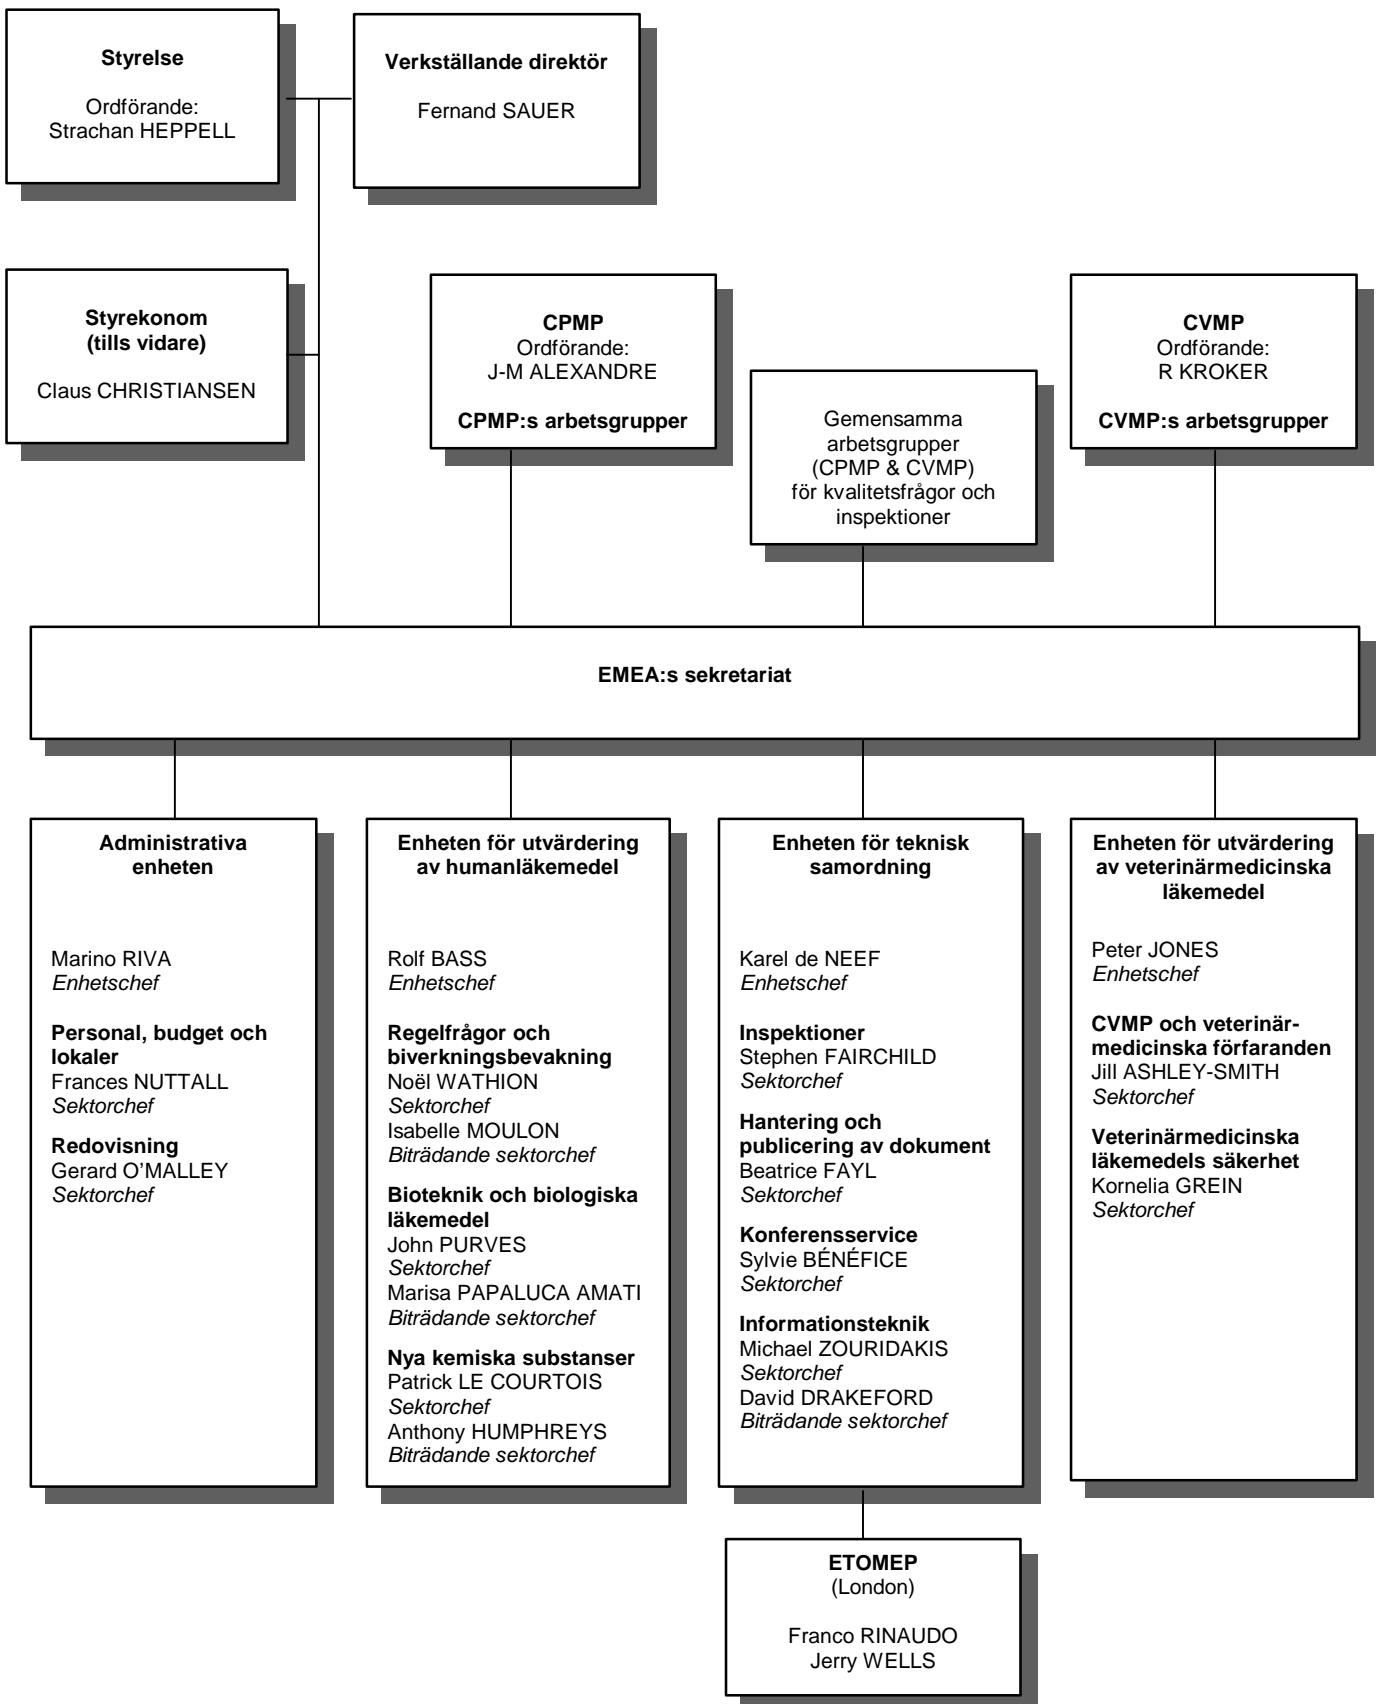 Styrelse
Ordförande:
Strachan HEPPELL
Verkställande direktör
Fernand SAUER
Styrekonom
(tills vidare)
Claus CHRISTIANSEN
CPMP
Ordförande:
J-M ALEXANDRE
CPMP:s arbetsgrupper
Gemensamma
arbetsgrupper
(CPMP & CVMP)
för kvalitetsfrågor och
inspektioner
CVMP
Ordförande:
R KROKER
CVMP:s arbetsgrupper
EMEA:s sekretariat
Administrativa
enheten
Marino RIVA
Enhetschef
Personal, budget och
lokaler
Frances NUTTALL
Sektorchef
Redovisning
Gerard O’MALLEY
Sektorchef
Enheten för utvärdering
av humanläkemedel
Rolf BASS
Enhetschef
Regelfrågor och
biverkningsbevakning
Noël WATHION
Sektorchef
Isabelle MOULON
Biträdande sektorchef
Bioteknik och biologiska
läkemedel
John PURVES
Sektorchef
Marisa PAPALUCA AMATI
Biträdande sektorchef
Nya kemiska substanser
Patrick LE COURTOIS
Sektorchef
Anthony HUMPHREYS
Biträdande sektorchef
Enheten för teknisk
samordning
Karel de NEEF
Enhetschef
Inspektioner
Stephen FAIRCHILD
Sektorchef
Hantering och
publicering av dokument
Beatrice FAYL
Sektorchef
Konferensservice
Sylvie BÉNÉFICE
Sektorchef
Informationsteknik
Michael ZOURIDAKIS
Sektorchef
David DRAKEFORD
Biträdande sektorchef
Enheten för utvärdering
av veterinärmedicinska
läkemedel
Peter JONES
Enhetschef
CVMP och veterinär-
medicinska förfaranden
Jill ASHLEY-SMITH
Sektorchef
Veterinärmedicinska
läkemedels säkerhet
Kornelia GREIN
Sektorchef
ETOMEP
(London)
Franco RINAUDO
Jerry WELLS